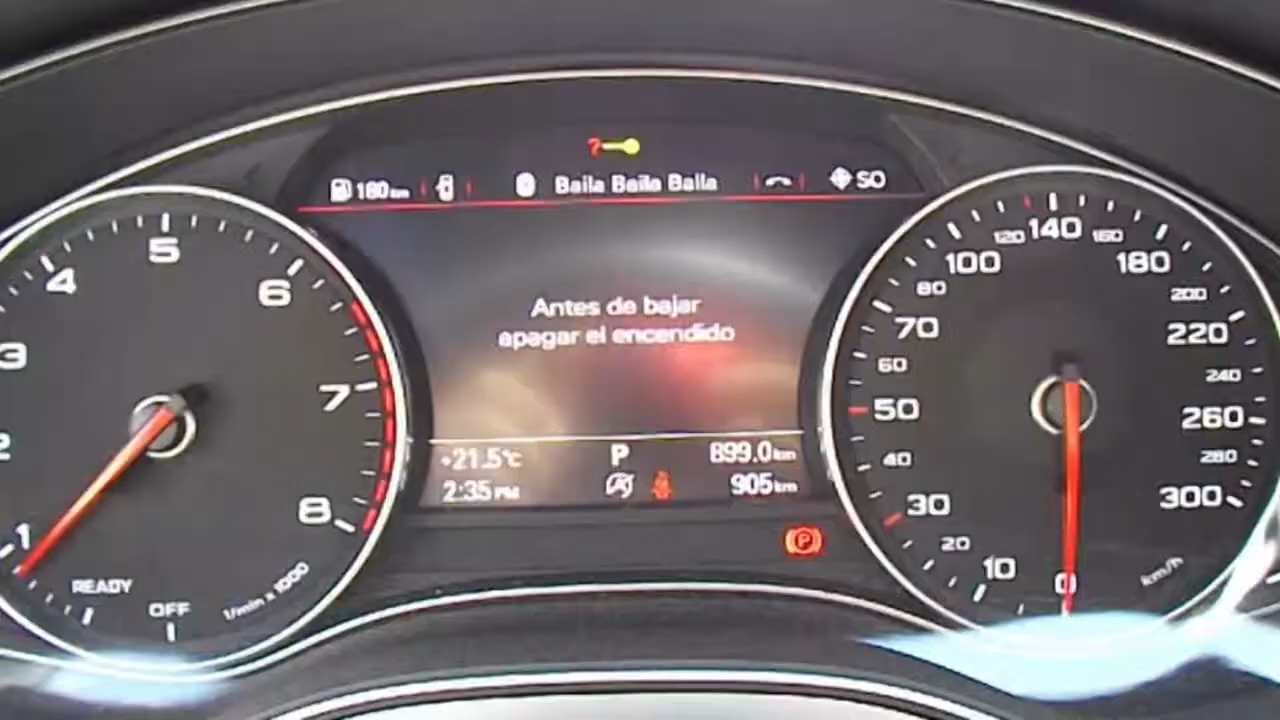 180 km
Baila Baila Baila
SO
Antes de bajar
apagar el encendido
+21.5°C
P
899.0 km
2:35 PM
905 km
P
1
2
3
4
5
6
7
8
READY
OFF
1/min x 1000
0
10
20
30
40
50
60
70
80
100
120
140
160
180
200
220
240
260
280
300
km/h